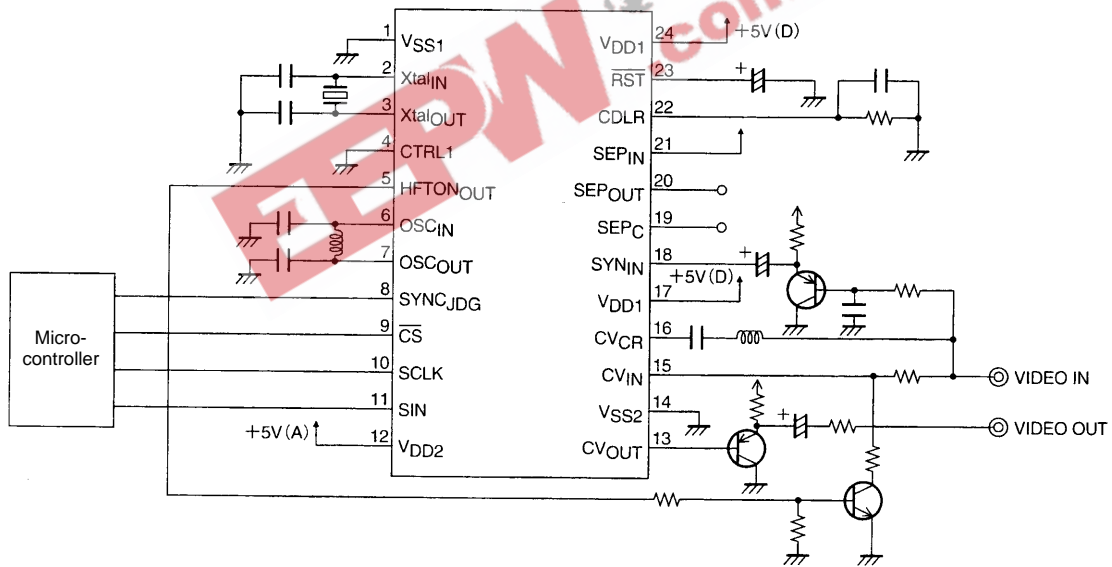 EEPW.com
1 VSS1
2 XtalIN
3 XtalOUT
4 CTRL1
5 HFTONOUT
6 OSCIN
7 OSCOUT
8 SYNCJDG
9 CS
10 SCLK
11 SIN
12 VDD2
+5V(A)
Micro-
controller
VDD1 24 +5V(D)
RST 23 +
CDLR 22
SEPIN 21
SEPOUT 20
SEPC 19
SYNIN 18 +
+5V(D)
VDD1 17
CVCR 16
CVIN 15
VIDEO IN
VSS2 14
+
VIDEO OUT
CVOUT 13